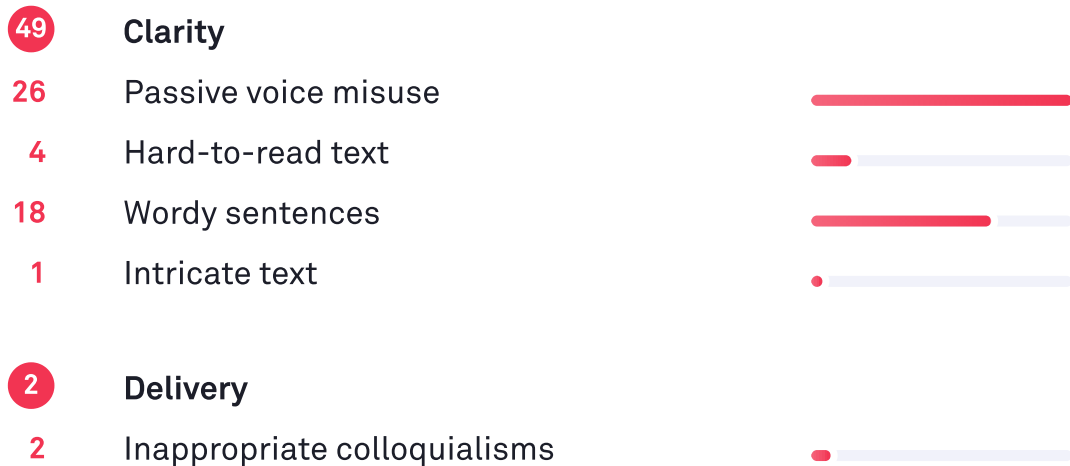 49 Clarity
26 Passive voice misuse
4 Hard-to-read text
18 Wordy sentences
1 Intricate text
2 Delivery
2 Inappropriate colloquialisms